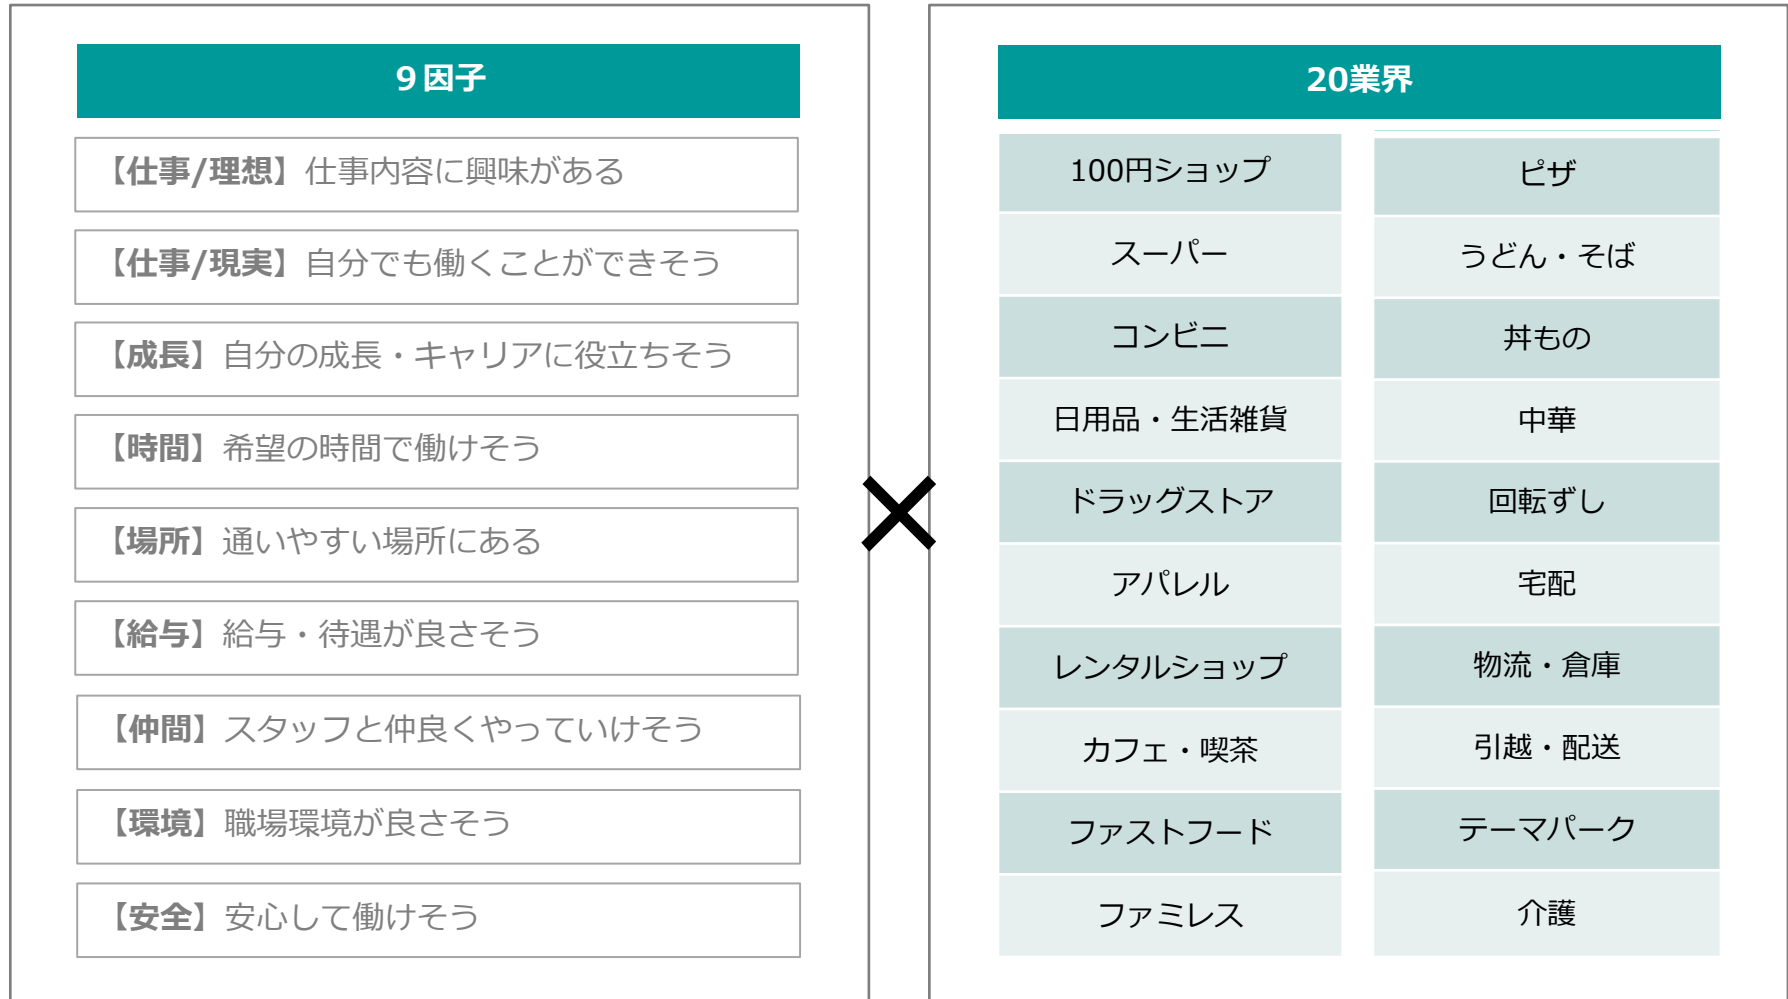 9因子
【仕事/理想】仕事内容に興味がある
【仕事/現実】自分でも働くことができそう
【成長】自分の成長・キャリアに役立ちそう
【時間】希望の時間で働けそう
【場所】通いやすい場所にある
【給与】給与・待遇が良さそう
【仲間】スタッフと仲良くやっていけそう
【環境】職場環境が良さそう
【安全】安心して働けそう
×
20業界
100円ショップ
スーパー
コンビニ
日用品・生活雑貨
ドラッグストア
アパレル
レンタルショップ
カフェ・喫茶
ファストフード
ファミレス
ピザ
うどん・そば
丼もの
中華
回転ずし
宅配
物流・倉庫
引越・配送
テーマパーク
介護